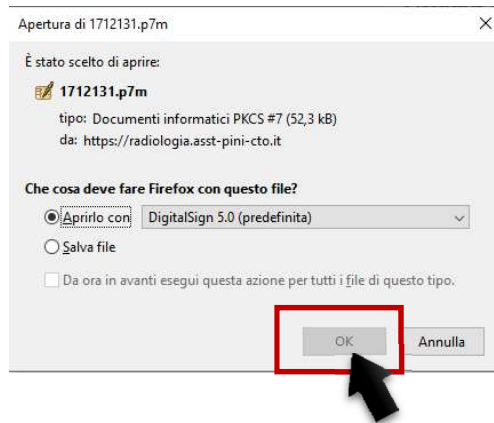 Apertura di 1712131.p7m
È stato scelto di aprire:
1712131.p7m
tipo: Documenti informatici PKCS #7 (52,3 kB)
da: https://radiologia.asst-pini-cto.it
Che cosa deve fare Firefox con questo file?
Aprirlo con DigitalSign 5.0 (predefinita)
Salva file
Da ora in avanti esegui questa azione per tutti i file di questo tipo.
OK Annulla